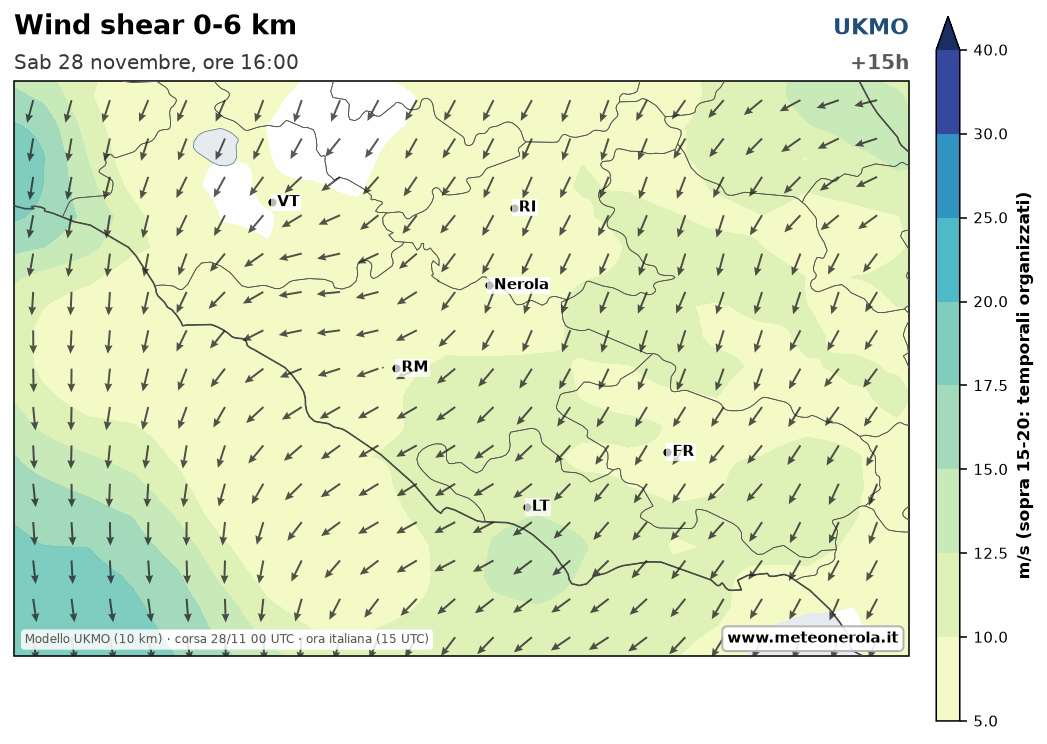 Wind shear 0-6 km
UKMO
Sab 28 novembre, ore 16:00
+15h
VT
RI
Nerola
RM
FR
LT
Modello UKMO (10 km) · corsa 28/11 00 UTC · ora italiana (15 UTC)
www.meteonerola.it
40.0
30.0
25.0
20.0
17.5
15.0
12.5
10.0
5.0
m/s (sopra 15-20: temporali organizzati)